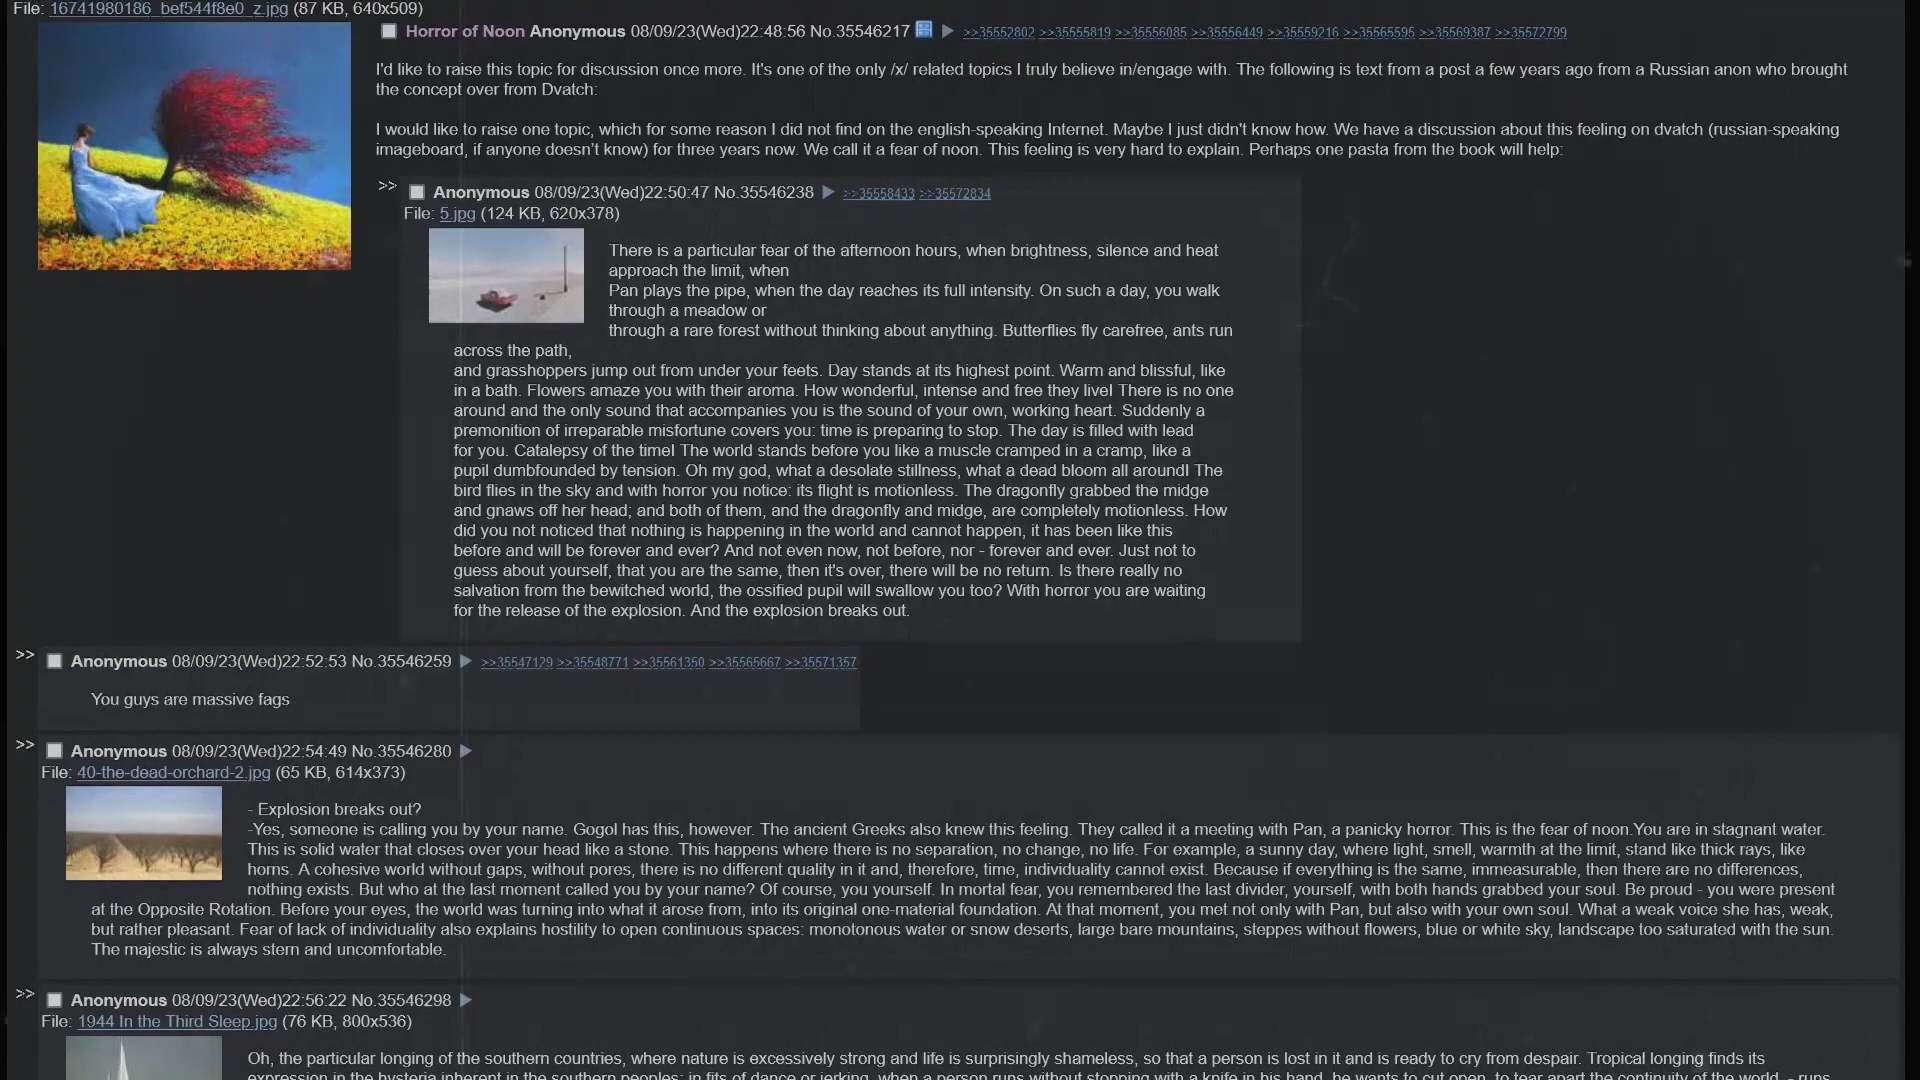 File: 16741980186_bef544f8e0_z.jpg (87 KB, 640x509)
Horror of Noon Anonymous 08/09/23(Wed)22:48:56 No.35546217 >>35552802 >>35555819 >>35556085 >>35556449 >>35559216 >>35565595 >>35569387 >>35572799
I'd like to raise this topic for discussion once more. It's one of the only /x/ related topics I truly believe in/engage with. The following is text from a post a few years ago from a Russian anon who brought
the concept over from Dvatch:
I would like to raise one topic, which for some reason I did not find on the english-speaking Internet. Maybe I just didn't know how. We have a discussion about this feeling on dvatch (russian-speaking
imageboard, if anyone doesn't know) for three years now. We call it a fear of noon. This feeling is very hard to explain. Perhaps one pasta from the book will help:
>> Anonymous 08/09/23(Wed)22:50:47 No.35546238 >>35558433 >>35572834
File: 5.jpg (124 KB, 620x378)
There is a particular fear of the afternoon hours, when brightness, silence and heat
approach the limit, when
Pan plays the pipe, when the day reaches its full intensity. On such a day, you walk
through a meadow or
through a rare forest without thinking about anything. Butterflies fly carefree, ants run
across the path,
and grasshoppers jump out from under your feets. Day stands at its highest point. Warm and blissful, like
in a bath. Flowers amaze you with their aroma. How wonderful, intense and free they live! There is no one
around and the only sound that accompanies you is the sound of your own, working heart. Suddenly a
premonition of irreparable misfortune covers you: time is preparing to stop. The day is filled with lead
for you. Catalepsy of the time! The world stands before you like a muscle cramped in a cramp, like a
pupil dumbfounded by tension. Oh my god, what a desolate stillness, what a dead bloom all around! The
bird flies in the sky and with horror you notice: its flight is motionless. The dragonfly grabbed the midge
and gnaws off her head; and both of them, and the dragonfly and midge, are completely motionless. How
did you not noticed that nothing is happening in the world and cannot happen, it has been like this
before and will be forever and ever? And not even now, not before, nor - forever and ever. Just not to
guess about yourself, that you are the same, then it's over, there will be no return. Is there really no
salvation from the bewitched world, the ossified pupil will swallow you too? With horror you are waiting
for the release of the explosion. And the explosion breaks out.
>> Anonymous 08/09/23(Wed)22:52:53 No.35546259 >>35547129 >>35548771 >>35561350 >>35565667 >>35571357
You guys are massive fags
>> Anonymous 08/09/23(Wed)22:54:49 No.35546280
File: 40-the-dead-orchard-2.jpg (65 KB, 614x373)
- Explosion breaks out?
-Yes, someone is calling you by your name. Gogol has this, however. The ancient Greeks also knew this feeling. They called it a meeting with Pan, a panicky horror. This is the fear of noon.You are in stagnant water.
This is solid water that closes over your head like a stone. This happens where there is no separation, no change, no life. For example, a sunny day, where light, smell, warmth at the limit, stand like thick rays, like
horns. A cohesive world without gaps, without pores, there is no different quality in it and, therefore, time, individuality cannot exist. Because if everything is the same, immeasurable, then there are no differences,
nothing exists. But who at the last moment called you by your name? Of course, you yourself. In mortal fear, you remembered the last divider, yourself, with both hands grabbed your soul. Be proud - you were present
at the Opposite Rotation. Before your eyes, the world was turning into what it arose from, into its original one-material foundation. At that moment, you met not only with Pan, but also with your own soul. What a weak voice she has, weak,
but rather pleasant. Fear of lack of individuality also explains hostility to open continuous spaces: monotonous water or snow deserts, large bare mountains, steppes without flowers, blue or white sky, landscape too saturated with the sun.
The majestic is always stern and uncomfortable.
>> Anonymous 08/09/23(Wed)22:56:22 No.35546298
File: 1944 In the Third Sleep.jpg (76 KB, 800x536)
Oh, the particular longing of the southern countries, where nature is excessively strong and life is surprisingly shameless, so that a person is lost in it and is ready to cry from despair. Tropical longing finds its
expression in the hysteria inherent in the southern peoples: in fits of dance or jerking, when a person runs without stopping with a knife in his hand, he wants to cut open, to tear apart the continuity of the world, - runs